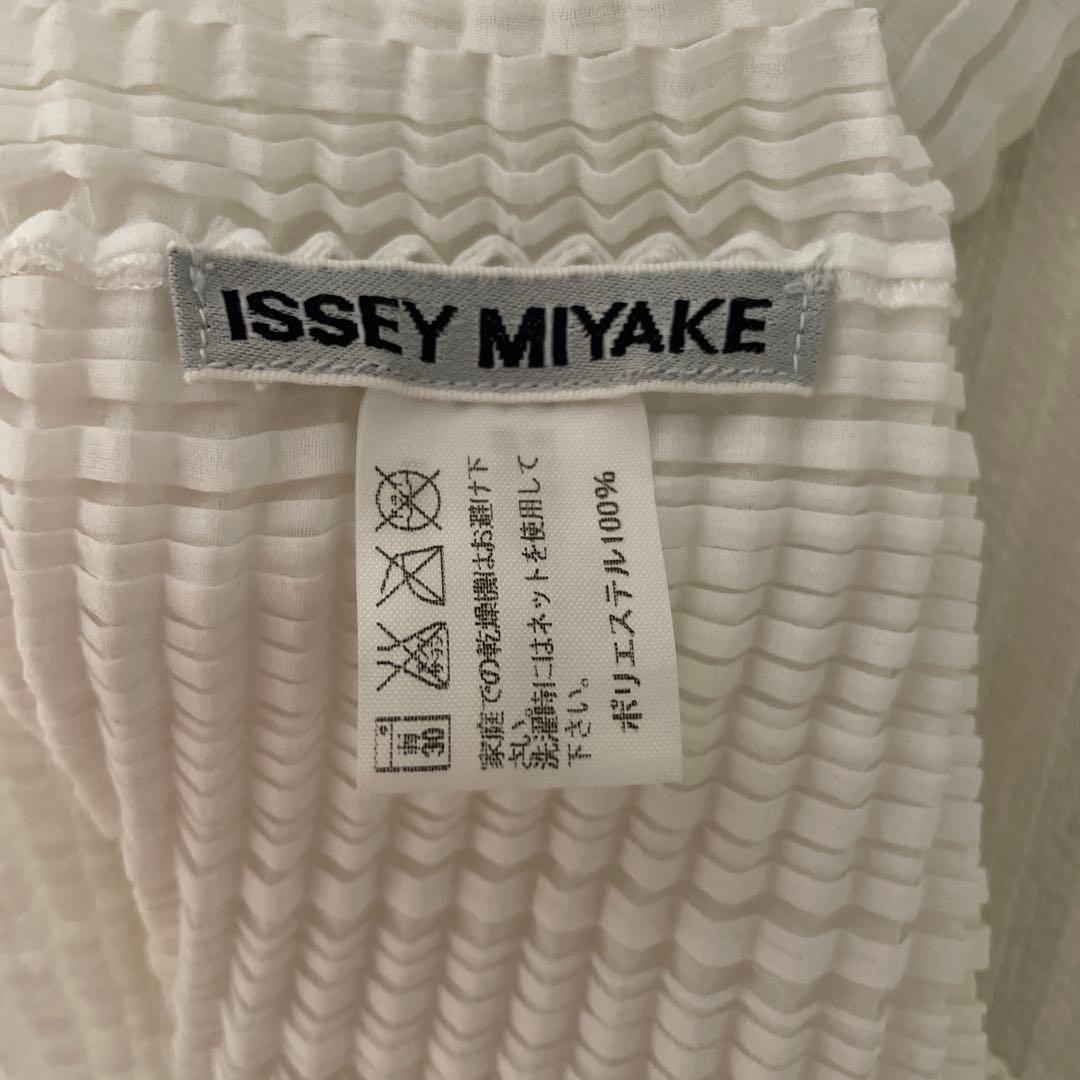 ISSEY MIYAKE
ポリエステル100%
家庭での乾燥機はお避け下
さい。
洗濯時にはネットを使用して
下さい。
弱
30